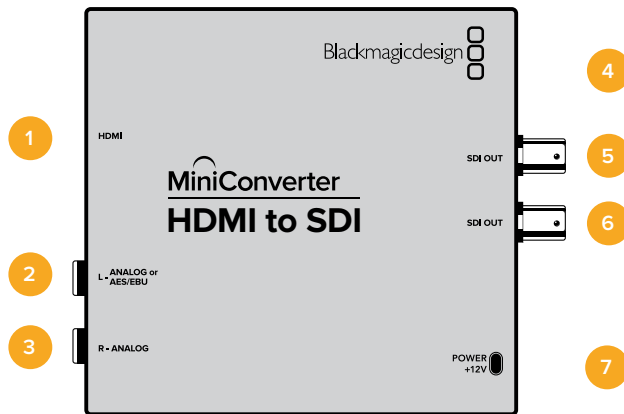 Blackmagicdesign
4
1
HDMI
5
SDI OUT
MiniConverter
HDMI to SDI
SDI OUT
6
2
L - ANALOG or
AES/EBU
3
R - ANALOG
POWER
+12V
7